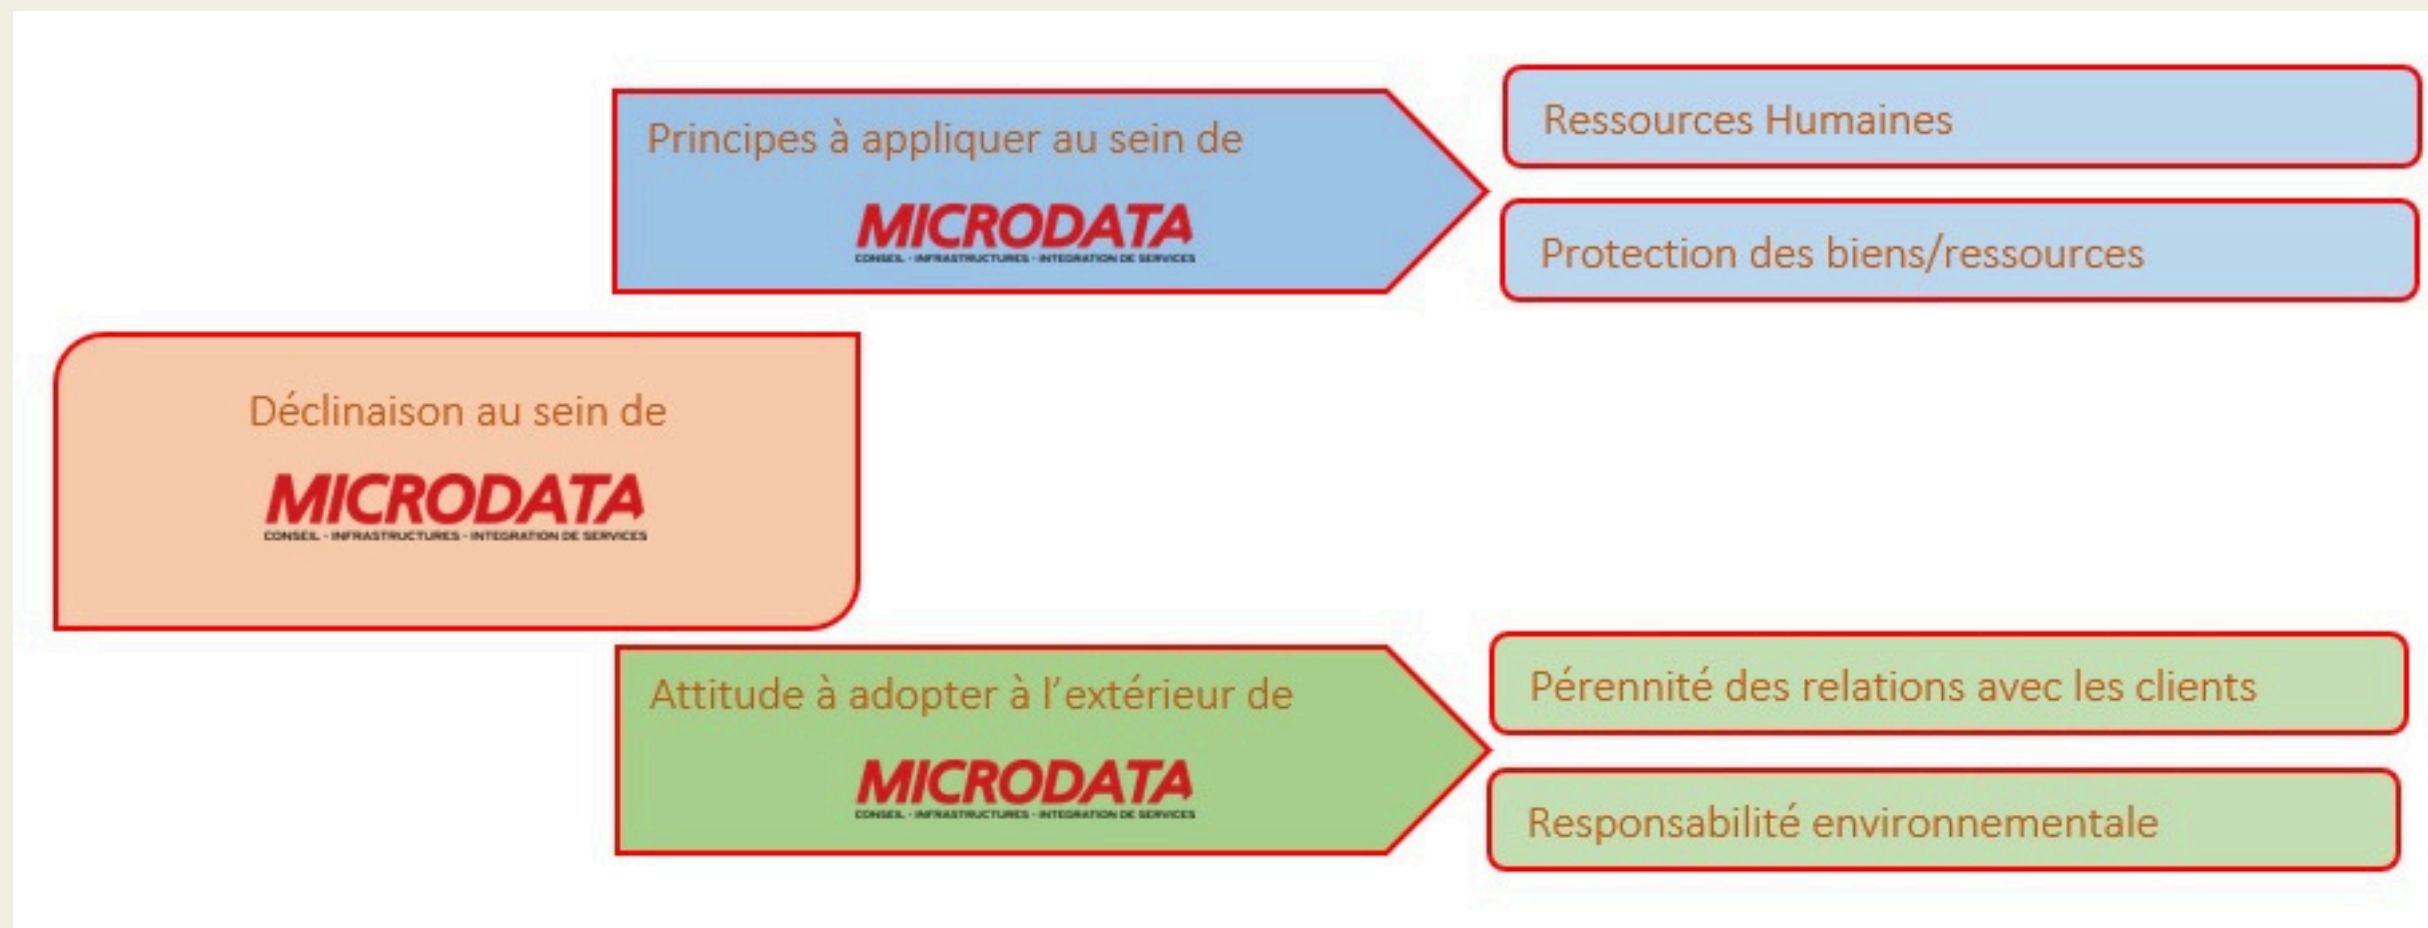 Principes à appliquer au sein de
MICRODATA
CONSEIL - INFRASTRUCTURES - INTEGRATION DE SERVICES
Ressources Humaines
Protection des biens/ressources
Déclinaison au sein de
MICRODATA
CONSEIL - INFRASTRUCTURES - INTEGRATION DE SERVICES
Attitude à adopter à l’extérieur de
MICRODATA
CONSEIL - INFRASTRUCTURES - INTEGRATION DE SERVICES
Pérennité des relations avec les clients
Responsabilité environnementale